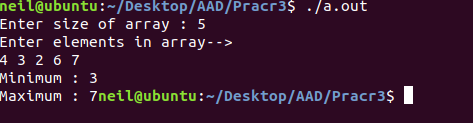 neil@ubuntu:~/Desktop/AAD/Pracr3$ ./a.out
Enter size of array : 5
Enter elements in array-->
4 3 2 6 7
Minimum : 3
Maximum : 7neil@ubuntu:~/Desktop/AAD/Pracr3$